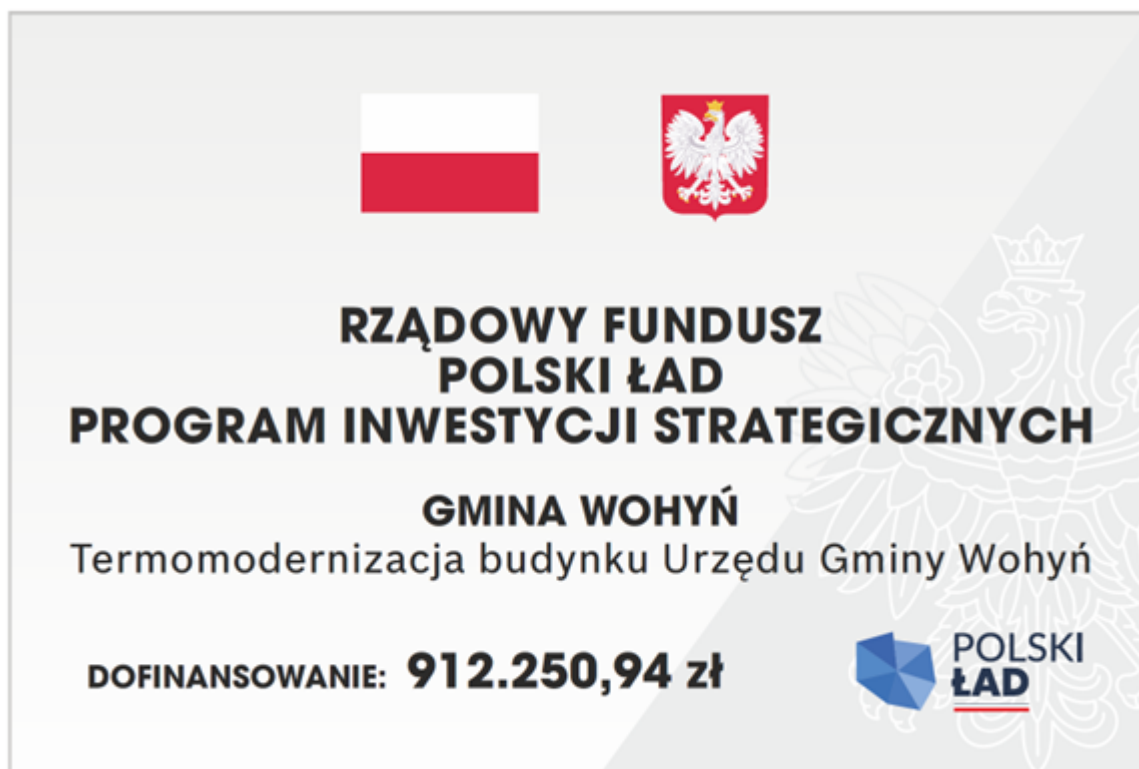 RZĄDOWY FUNDUSZ
POLSKI ŁAD
PROGRAM INWESTYCJI STRATEGICZNYCH
GMINA WOHYŃ
Termomodernizacja budynku Urzędu Gminy Wohyń
DOFINANSOWANIE: 912.250,94 zł
POLSKI
ŁAD